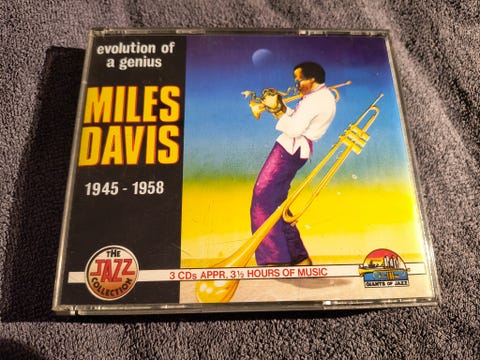 evolution of
a genius
MILES
DAVIS
1945 - 1958
THE
JAZZ
COLLECTION
3 CDs APPR. 3½ HOURS OF MUSIC
GIANTS OF JAZZ